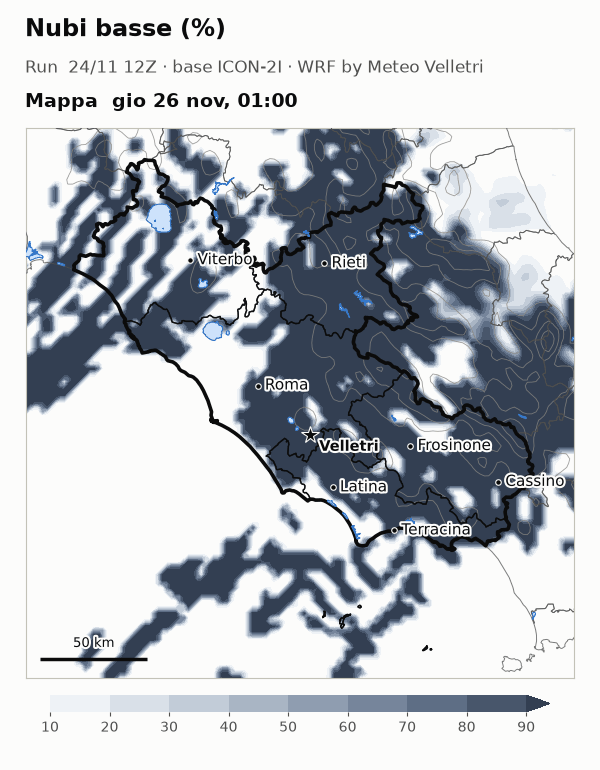 Nubi basse (%)
Run 24/11 12Z · base ICON-2I · WRF by Meteo Velletri
Mappa gio 26 nov, 01:00
Viterbo
Rieti
Roma
Velletri
Frosinone
Latina
Cassino
Terracina
50 km
10 20 30 40 50 60 70 80 90